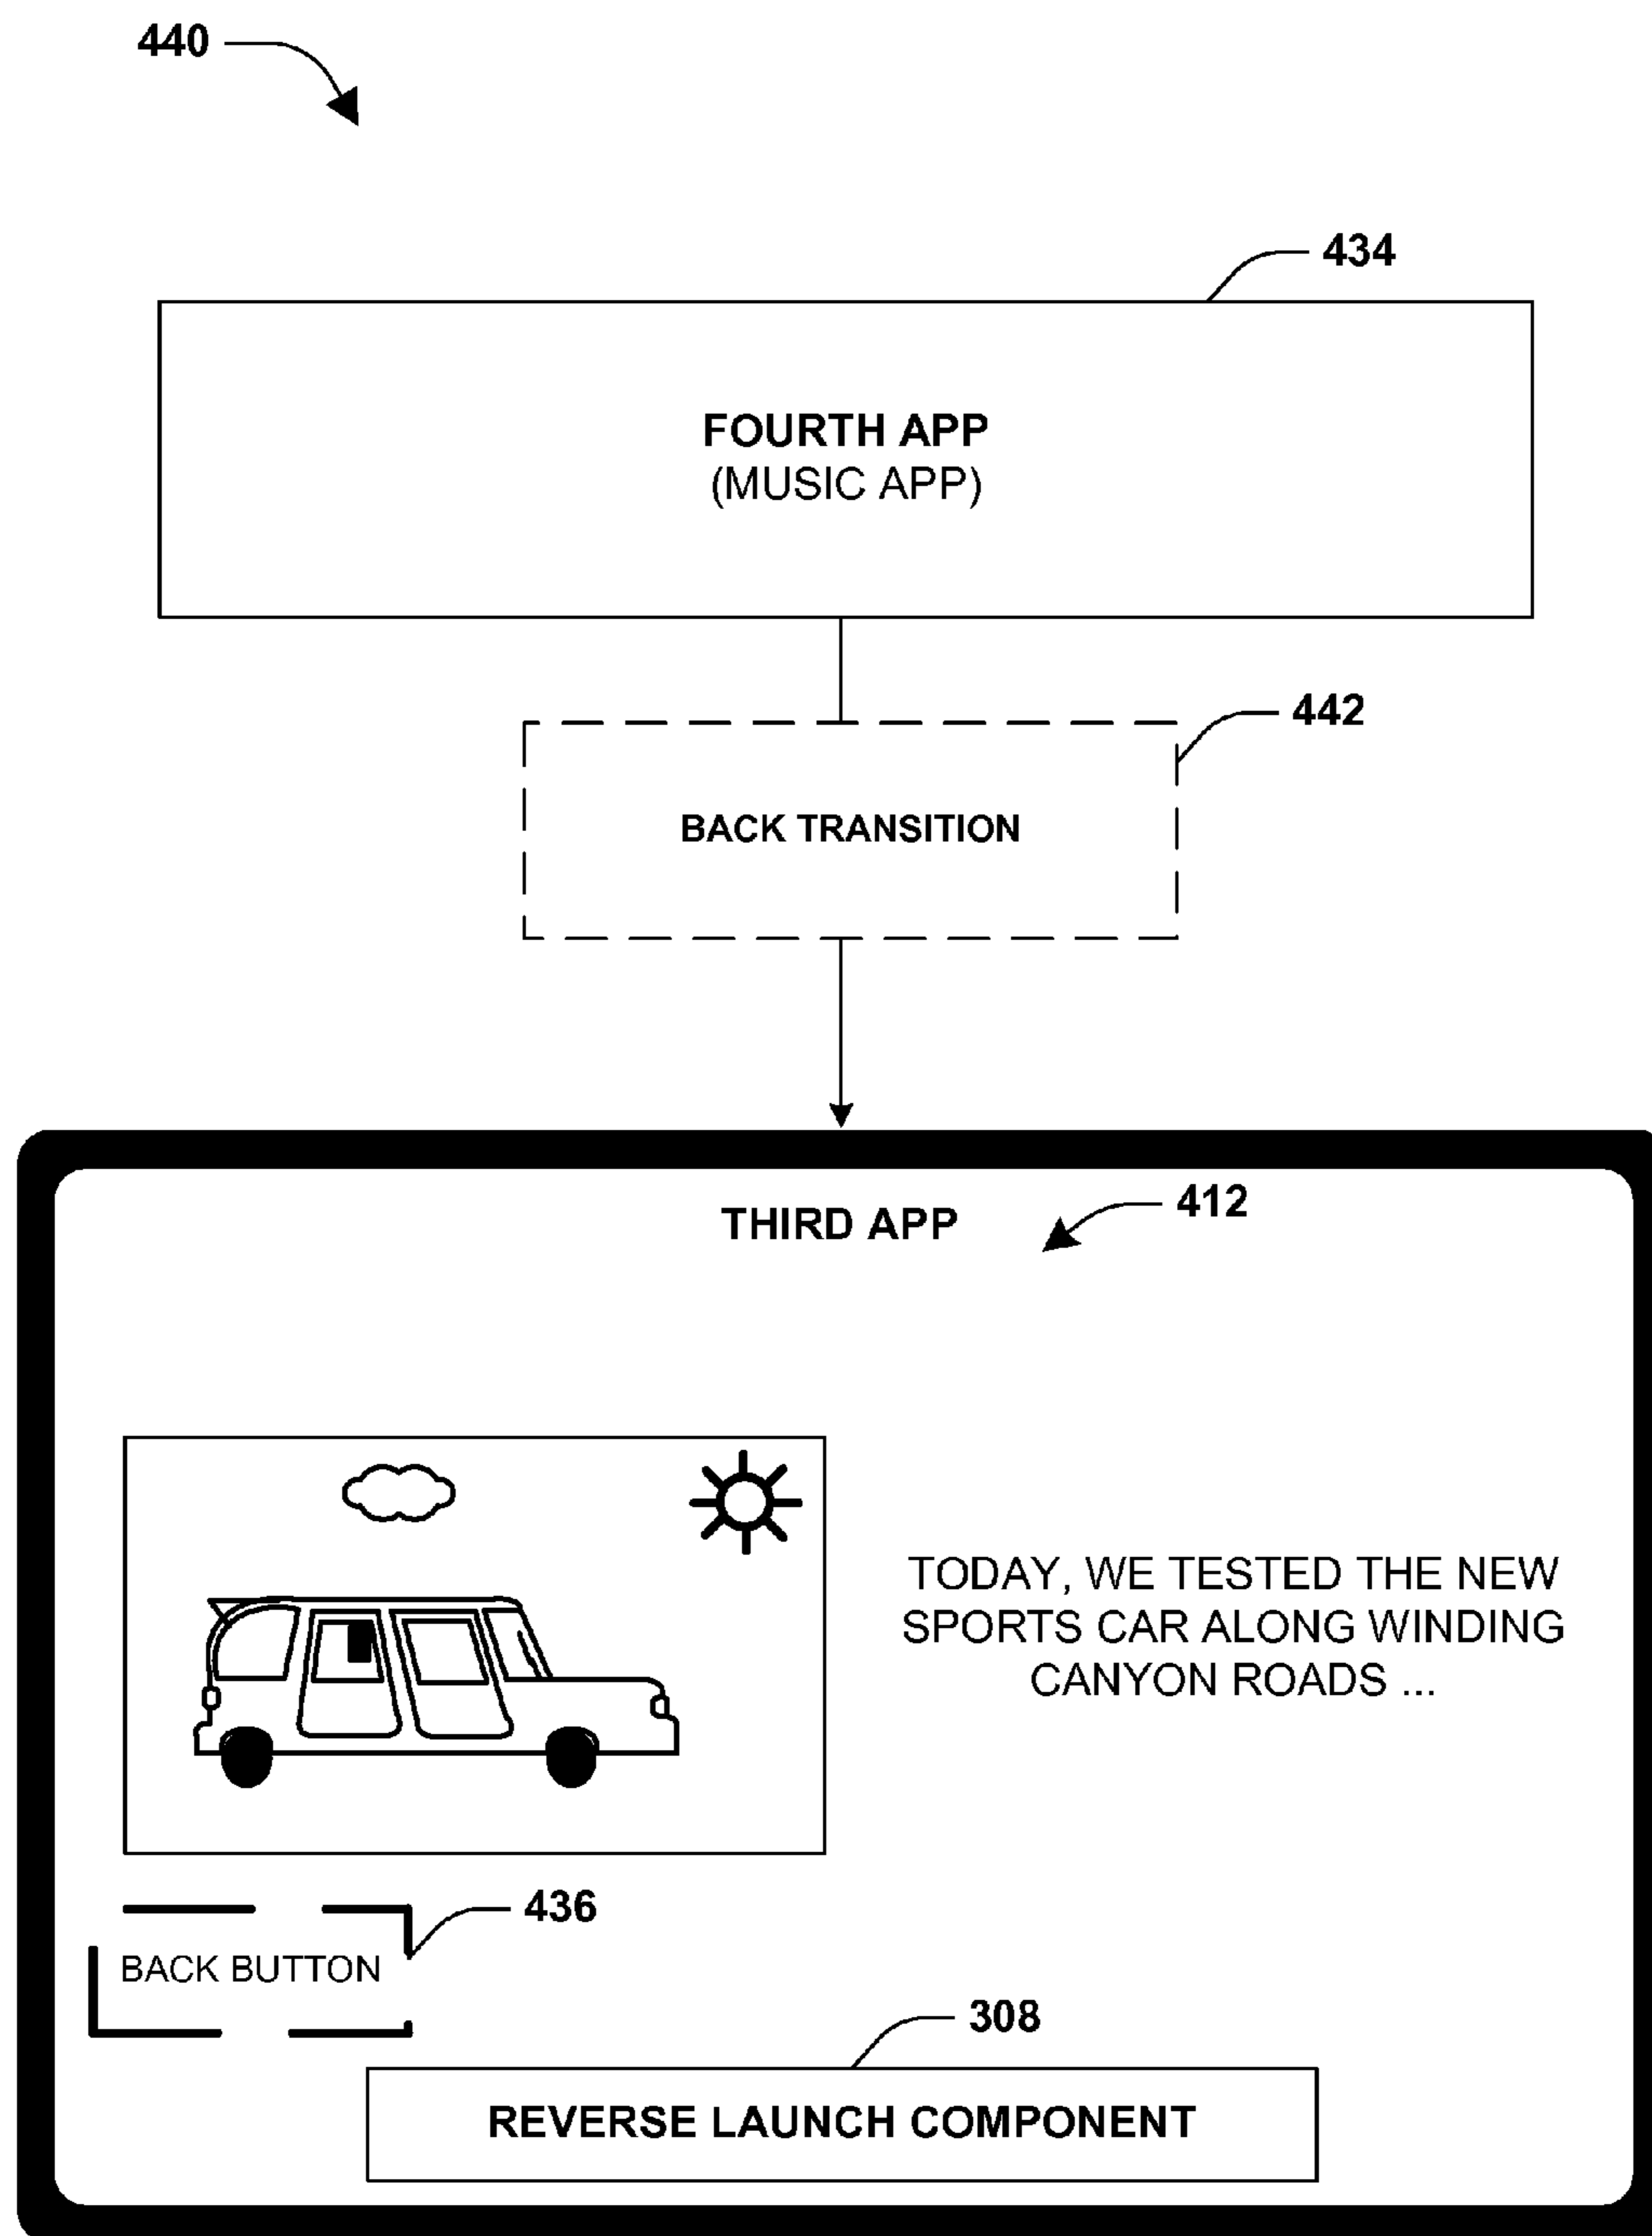 440
434
FOURTH APP
(MUSIC APP)
442
BACK TRANSITION
412
THIRD APP
TODAY, WE TESTED THE NEW
SPORTS CAR ALONG WINDING
CANYON ROADS ...
436
BACK BUTTON
308
REVERSE LAUNCH COMPONENT